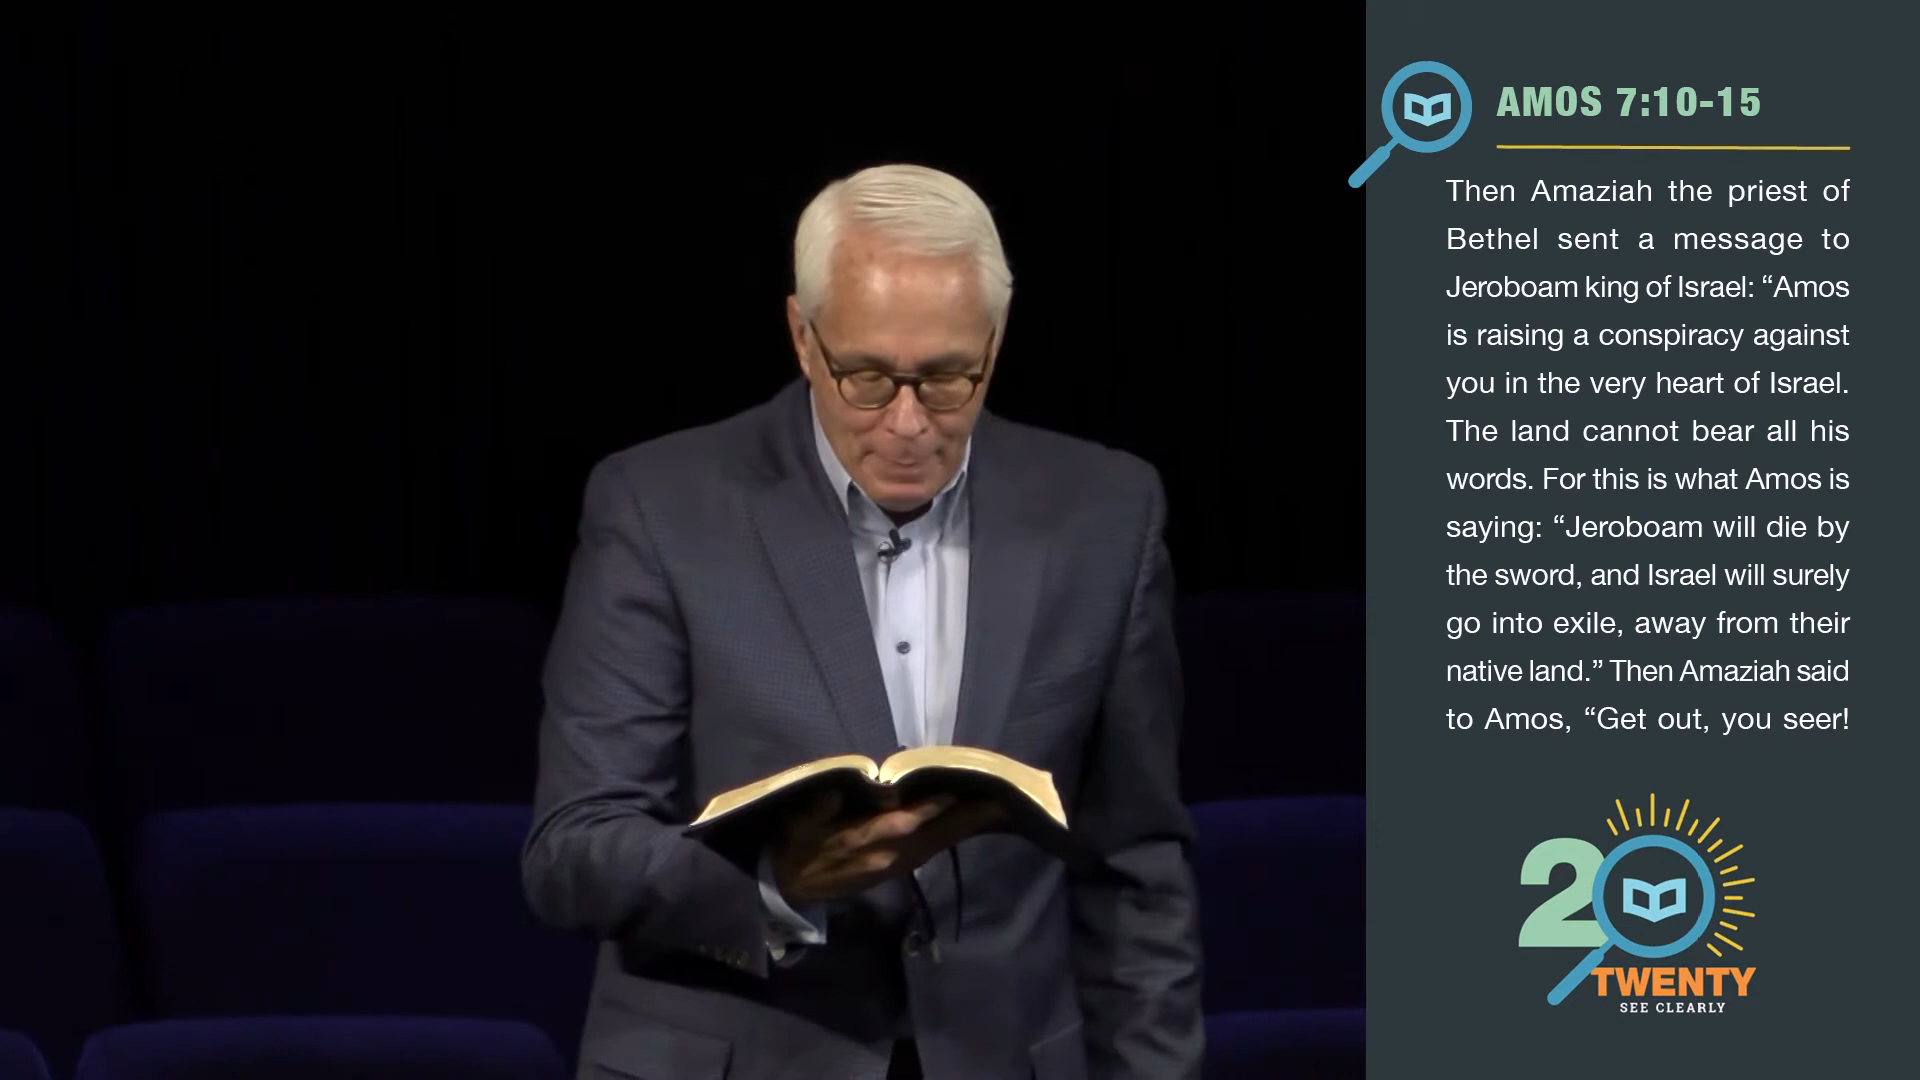 AMOS 7:10-15
Then Amaziah the priest of
Bethel sent a message to
Jeroboam king of Israel: “Amos
is raising a conspiracy against
you in the very heart of Israel.
The land cannot bear all his
words. For this is what Amos is
saying: “Jeroboam will die by
the sword, and Israel will surely
go into exile, away from their
native land.” Then Amaziah said
to Amos, “Get out, you seer!
20
TWENTY
SEE CLEARLY